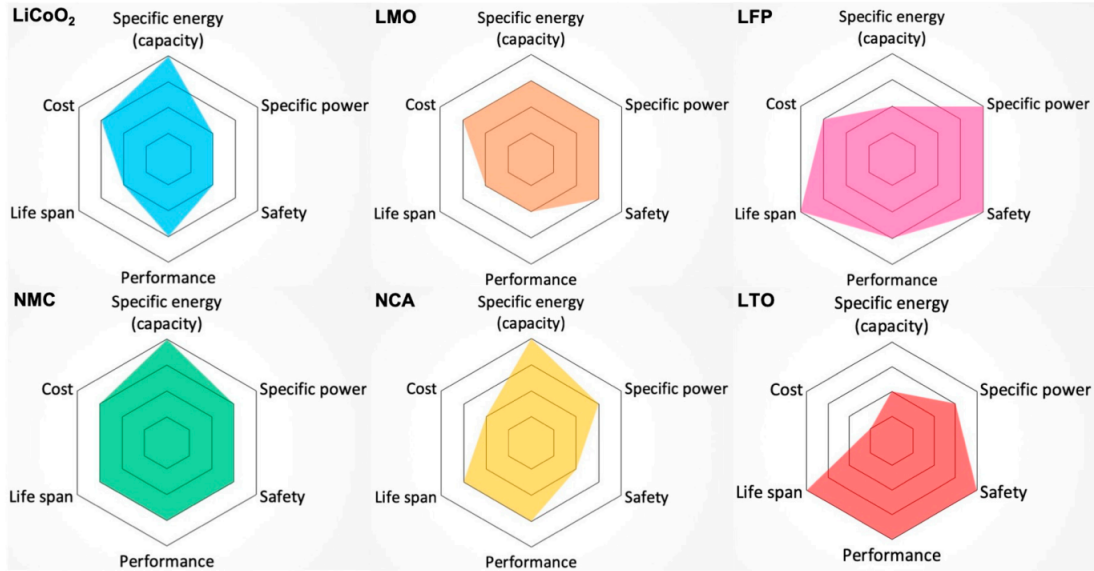 LiCoO₂
Specific energy
(capacity)
Cost
Specific power
Life span
Safety
Performance
LMO
Specific energy
(capacity)
Cost
Specific power
Life span
Safety
LFP
Specific energy
(capacity)
Cost
Specific power
Life span
Safety
NMC
Specific energy
(capacity)
Cost
Specific power
Life span
Safety
Performance
NCA
Specific energy
(capacity)
Cost
Specific power
Life span
Safety
Performance
LTO
Specific energy
(capacity)
Cost
Specific power
Life span
Safety
Performance